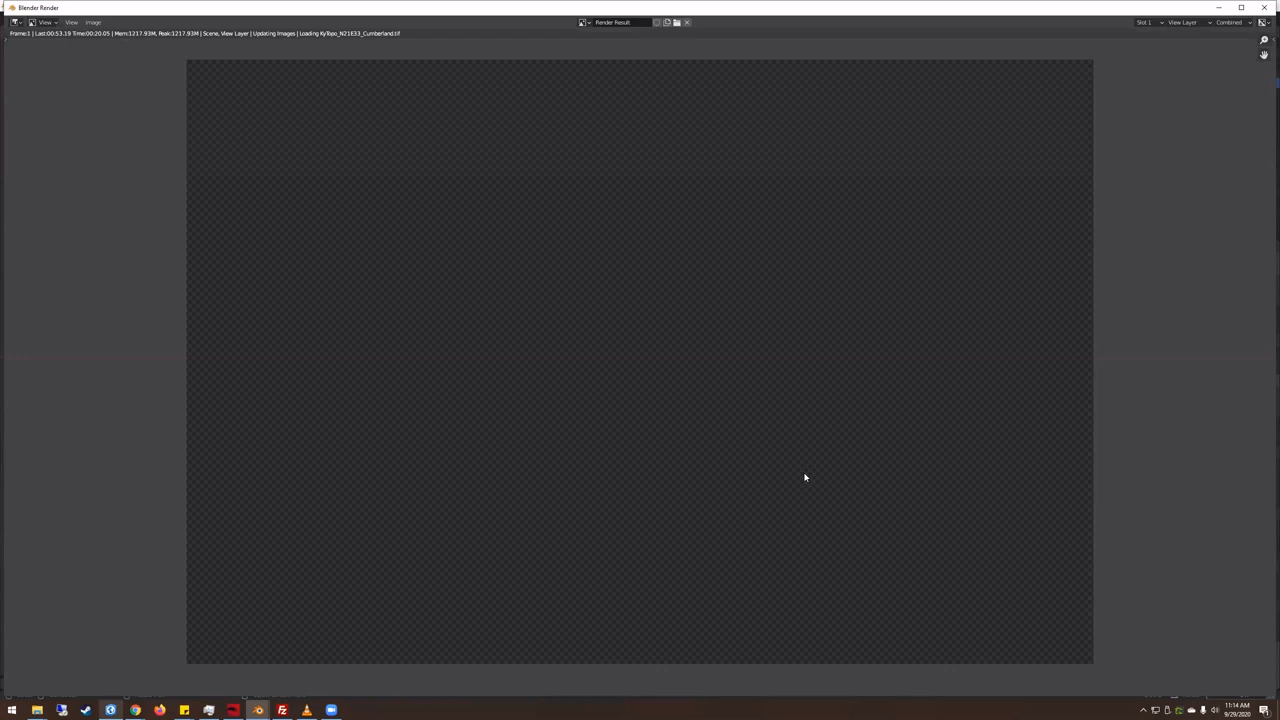 Blender Render
View View Image Render Result Slot 1 View Layer Combined
Frame:1 | Last:00:53.19 Time:00:20.05 | Mem:1217.93M, Peak:1217.93M | Scene, View Layer | Updating Images | Loading KyTopo_N21E33_Cumberland.tif
11:14 AM
9/29/2020